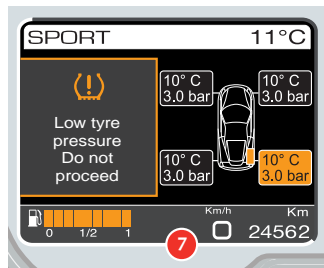 SPORT 11°C
10° C 10° C
3.0 bar 3.0 bar
Low tyre
pressure
Do not
proceed
10° C 10° C
3.0 bar 3.0 bar
0 1/2 1
Km/h Km
0 24562
7